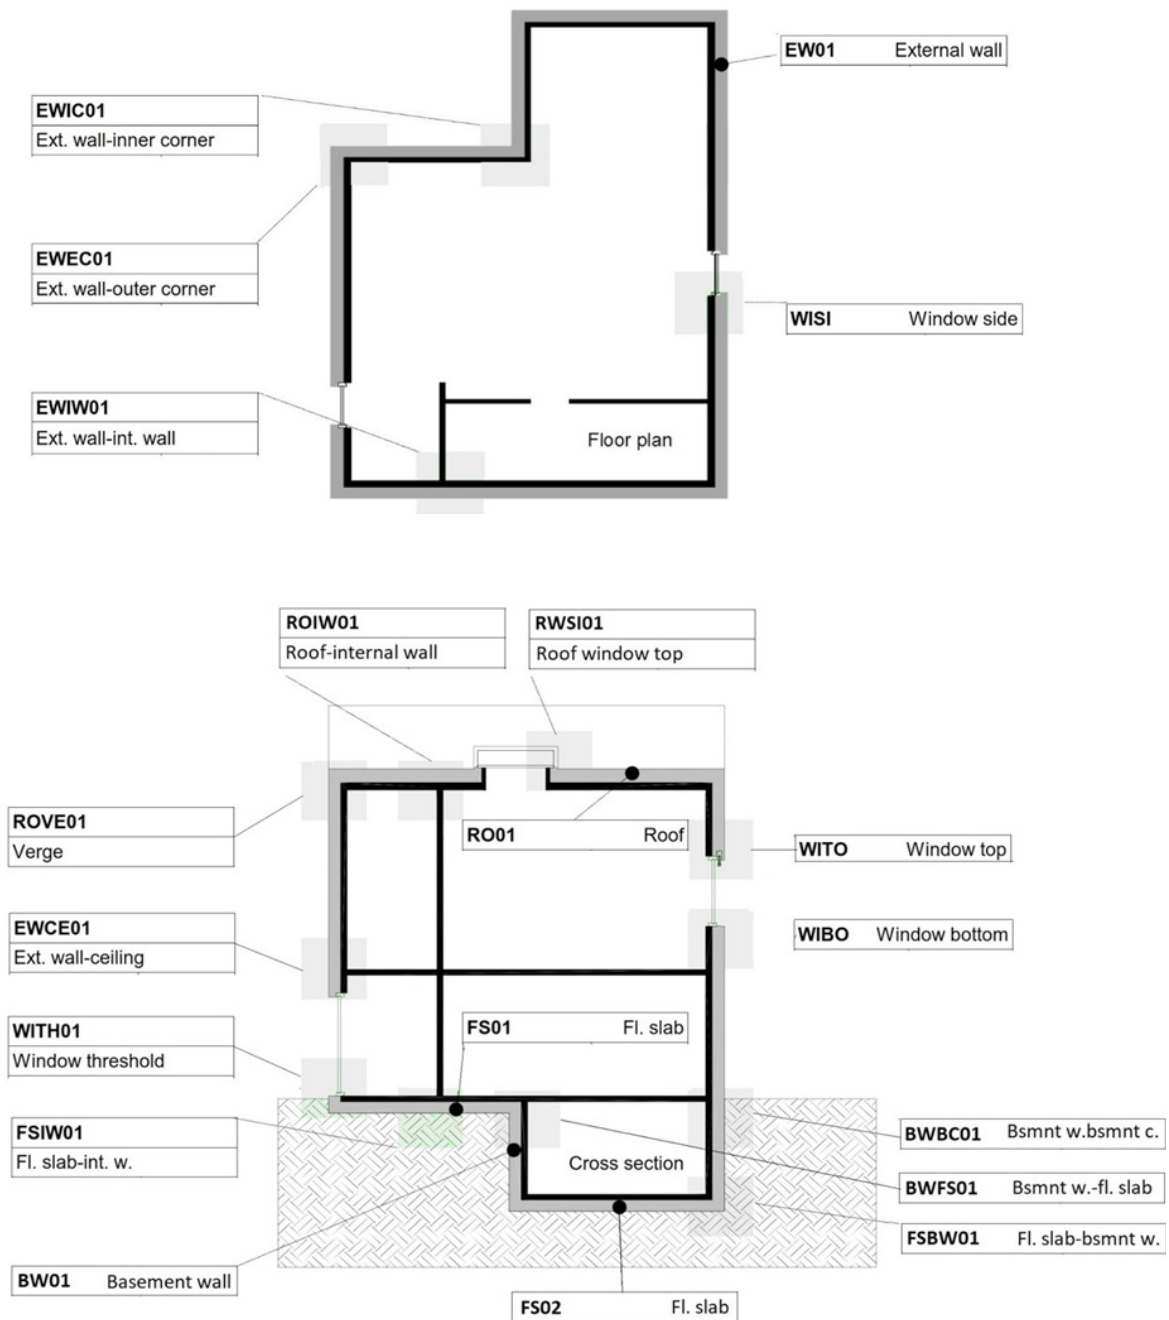 EW01 External wall
EWIC01
Ext. wall-inner corner
EWEC01
Ext. wall-outer corner
WISI Window side
EWIW01
Ext. wall-int. wall
Floor plan
ROIW01
Roof-internal wall
RWSI01
Roof window top
ROVE01
Verge
RO01 Roof
WITO Window top
EWCE01
Ext. wall-ceiling
WIBO Window bottom
WITH01
Window threshold
FS01 Fl. slab
FSIW01
Fl. slab-int. w.
BWBC01 Bsmnt w.bsmnt c.
Cross section
BWFS01 Bsmnt w.-fl. slab
FSBW01 Fl. slab-bsmnt w.
BW01 Basement wall
FS02 Fl. slab